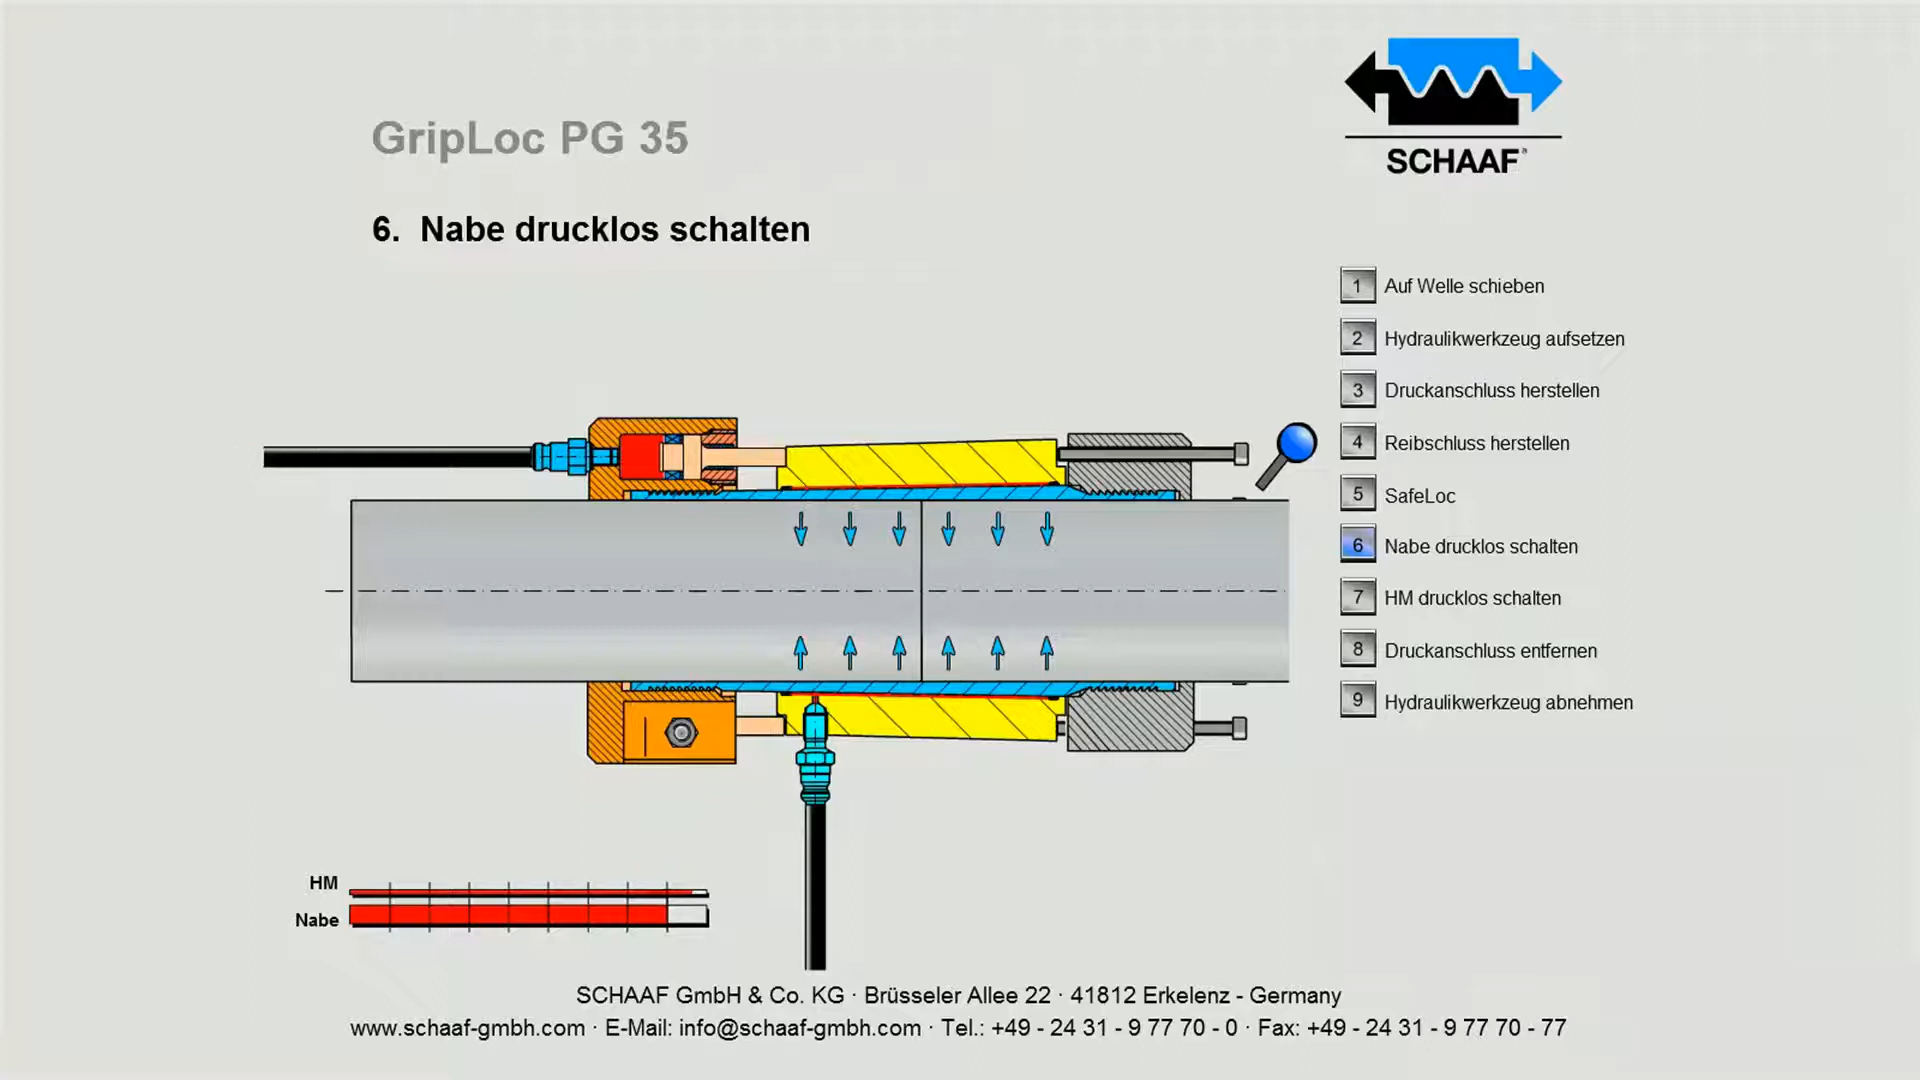 SCHAAF
GripLoc PG 35
6. Nabe drucklos schalten
1 Auf Welle schieben
2 Hydraulikwerkzeug aufsetzen
3 Druckanschluss herstellen
4 Reibschluss herstellen
5 SafeLoc
6 Nabe drucklos schalten
7 HM drucklos schalten
8 Druckanschluss entfernen
9 Hydraulikwerkzeug abnehmen
HM
Nabe
SCHAAF GmbH & Co. KG · Brüsseler Allee 22 · 41812 Erkelenz - Germany
www.schaaf-gmbh.com · E-Mail: info@schaaf-gmbh.com · Tel.: +49 - 24 31 - 9 77 70 - 0 · Fax: +49 - 24 31 - 9 77 70 - 77